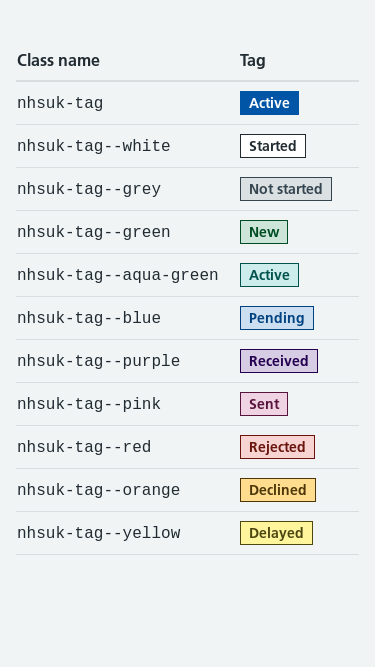 Class name Tag
nhsuk-tag Active
nhsuk-tag--white Started
nhsuk-tag--grey Not started
nhsuk-tag--green New
nhsuk-tag--aqua-green Active
nhsuk-tag--blue Pending
nhsuk-tag--purple Received
nhsuk-tag--pink Sent
nhsuk-tag--red Rejected
nhsuk-tag--orange Declined
nhsuk-tag--yellow Delayed